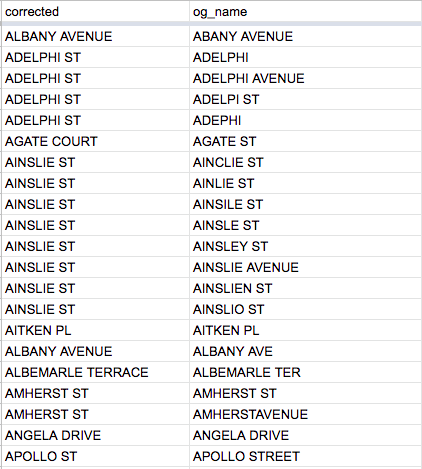 corrected og_name
ALBANY AVENUE ABANY AVENUE
ADELPHI ST ADELPHI
ADELPHI ST ADELPHI AVENUE
ADELPHI ST ADELPI ST
ADELPHI ST ADEPHI
AGATE COURT AGATE ST
AINSLIE ST AINCLIE ST
AINSLIE ST AINLIE ST
AINSLIE ST AINSILE ST
AINSLIE ST AINSLE ST
AINSLIE ST AINSLEY ST
AINSLIE ST AINSLIE AVENUE
AINSLIE ST AINSLIEN ST
AINSLIE ST AINSLIO ST
AITKEN PL AITKEN PL
ALBANY AVENUE ALBANY AVE
ALBEMARLE TERRACE ALBEMARLE TER
AMHERST ST AMHERST ST
AMHERST ST AMHERSTAVENUE
ANGELA DRIVE ANGELA DRIVE
APOLLO ST APOLLO STREET